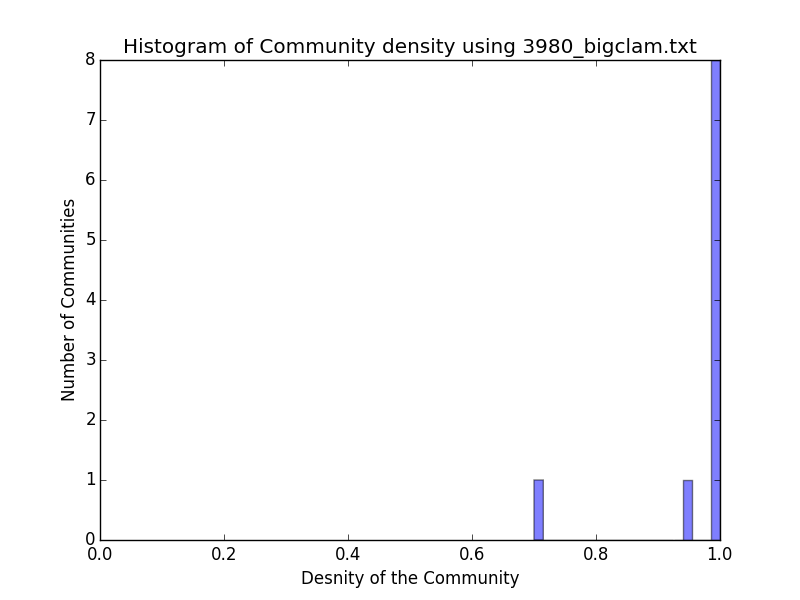 Histogram of Community density using 3980_bigclam.txt
8
7
6
5
4
3
2
1
0
Number of Communities
0.0 0.2 0.4 0.6 0.8 1.0
Desnity of the Community